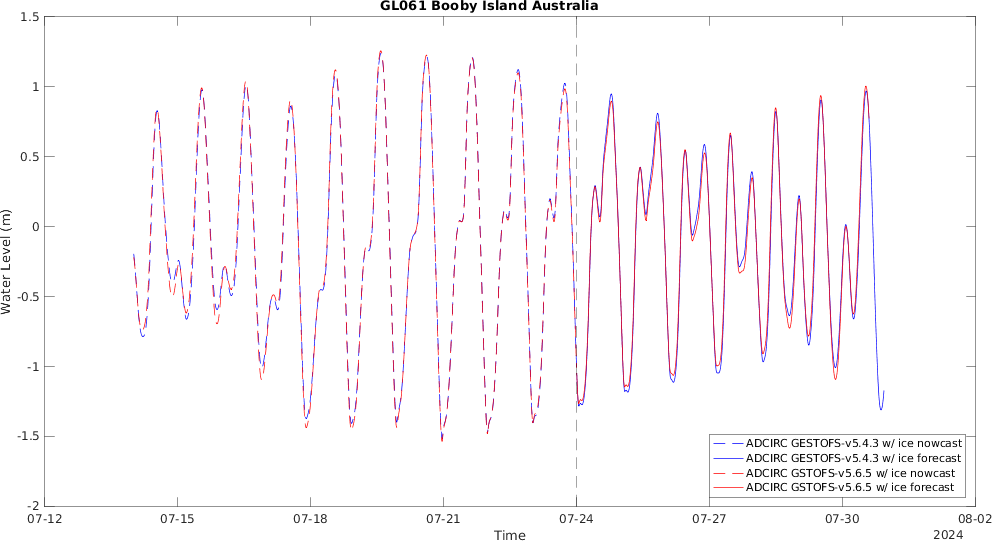 GL061 Booby Island Australia
Water Level (m)
1.5
1
0.5
0
-0.5
-1
-1.5
-2
07-12 07-15 07-18 07-21 07-24 07-27 07-30 08-02
Time
2024
ADCIRC GESTOFS-v5.4.3 w/ ice nowcast
ADCIRC GESTOFS-v5.4.3 w/ ice forecast
ADCIRC GSTOFS-v5.6.5 w/ ice nowcast
ADCIRC GSTOFS-v5.6.5 w/ ice forecast